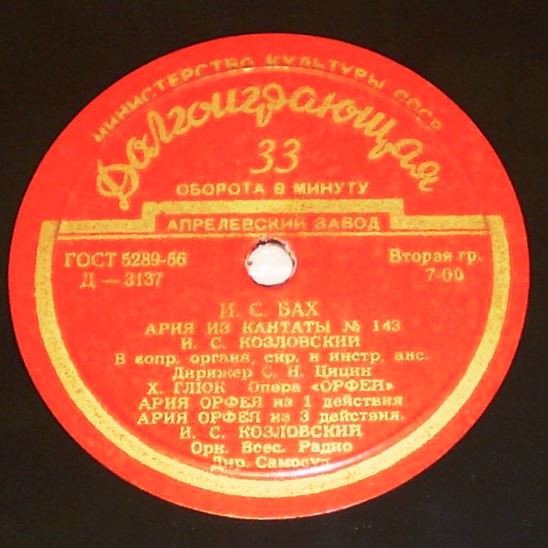 МИНИСТЕРСТВО КУЛЬТУРЫ СССР
Долгоиграющая
33
ОБОРОТА В МИНУТУ
АПРЕЛЕВСКИЙ ЗАВОД
ГОСТ 5289-56
Вторая гр.
Д — 3137
7-00
И. С. БАХ
АРИЯ ИЗ КАНТАТЫ № 143
И. С. КОЗЛОВСКИЙ
В сопр. органа, скр. и инстр. анс.
Дирижер С. Н. Цицин
Х. ГЛЮК Опера «ОРФЕЙ»
АРИЯ ОРФЕЯ из 1 действия
АРИЯ ОРФЕЯ из 3 действия.
И. С. КОЗЛОВСКИЙ
Орк. Всес. Радио
Дир. Самосуд